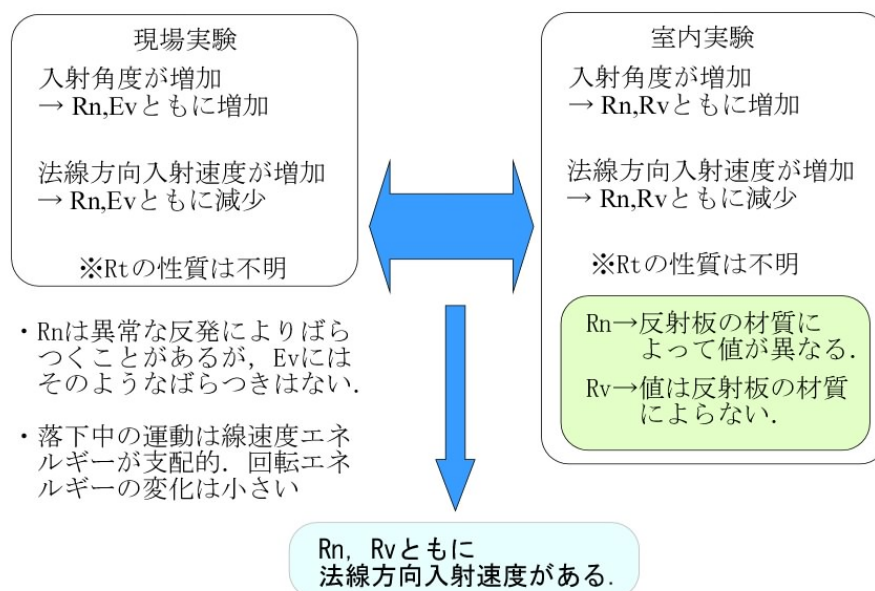 現場実験
入射角度が増加
→ Rn,Evともに増加
法線方向入射速度が増加
→ Rn,Evともに減少
※Rtの性質は不明
・Rnは異常な反発によりばら
つくことがあるが，Evには
そのようなばらつきはない．
・落下中の運動は線速度エネ
ルギーが支配的．回転エネ
ルギーの変化は小さい
室内実験
入射角度が増加
→ Rn,Rvともに増加
法線方向入射速度が増加
→ Rn,Rvともに減少
※Rtの性質は不明
Rn→反射板の材質に
よって値が異なる．
Rv→値は反射板の材質
によらない．
Rn, Rvともに
法線方向入射速度がある．